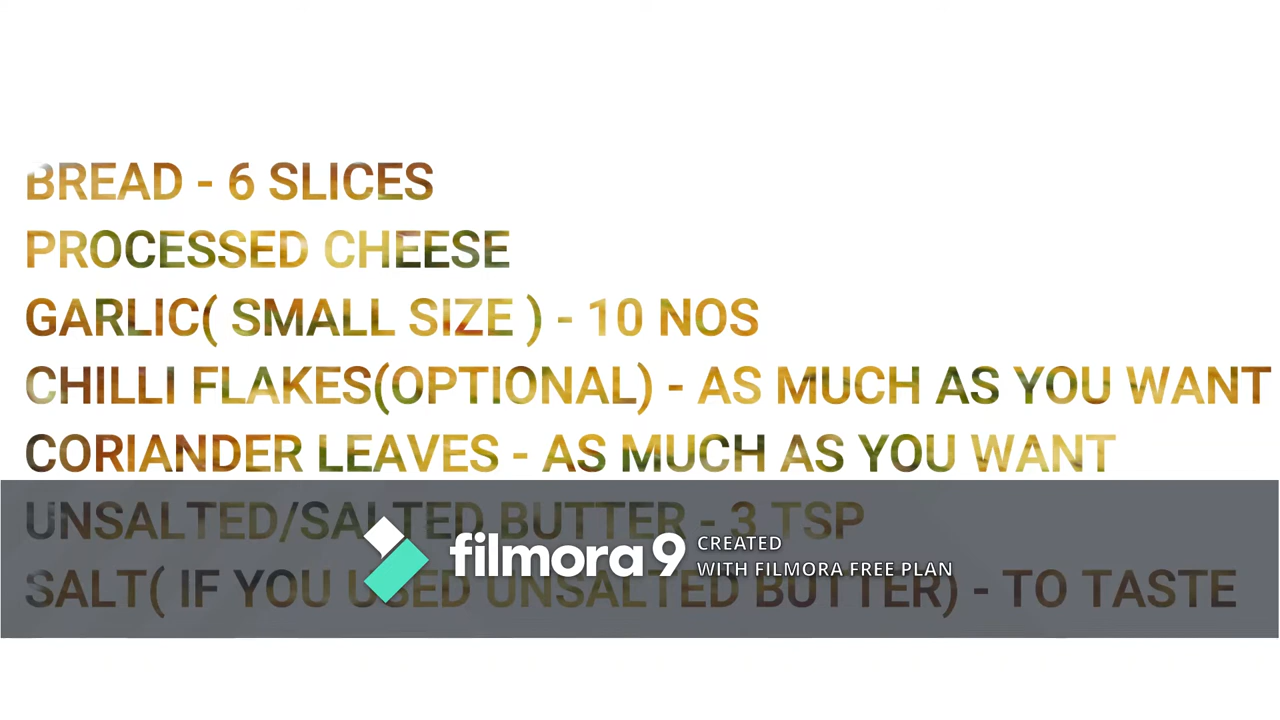 BREAD - 6 SLICES
PROCESSED CHEESE
GARLIC( SMALL SIZE ) - 10 NOS
CHILLI FLAKES(OPTIONAL) - AS MUCH AS YOU WANT
CORIANDER LEAVES - AS MUCH AS YOU WANT
UNSALTED/SALTED BUTTER - 3 TSP
filmora 9 CREATED
WITH FILMORA FREE PLAN
SALT( IF YOU USED UNSALTED BUTTER) - TO TASTE